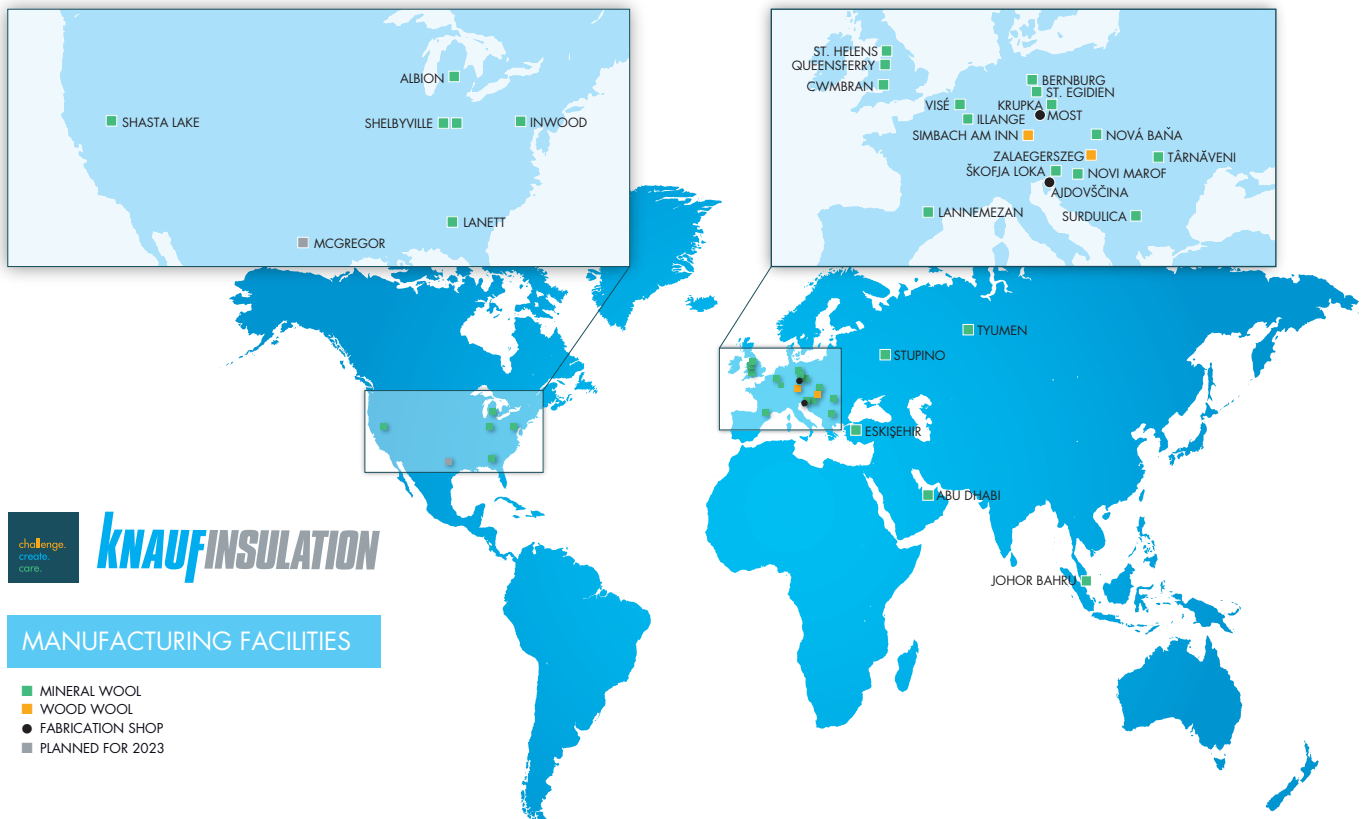 ALBION
SHASTA LAKE
SHELBYVILLE
INWOOD
LANETT
MCGREGOR
ST. HELENS
QUEENSFERRY
CWMBRAN
BERNBURG
ST. EGIDIEN
VISÉ
KRUPKA
ILLANGE
MOST
SIMBACH AM INN
NOVÁ BAŇA
ZALAEGERSZEG
TÂRNĂVENI
ŠKOFJA LOKA
NOVI MAROF
AJDOVŠČINA
LANNEMEZAN
SURDULICA
TYUMEN
STUPINO
ESKIŞEHIR
ABU DHABI
JOHOR BAHRU
challenge.
create.
care.
KNAUFINSULATION
MANUFACTURING FACILITIES
MINERAL WOOL
WOOD WOOL
FABRICATION SHOP
PLANNED FOR 2023